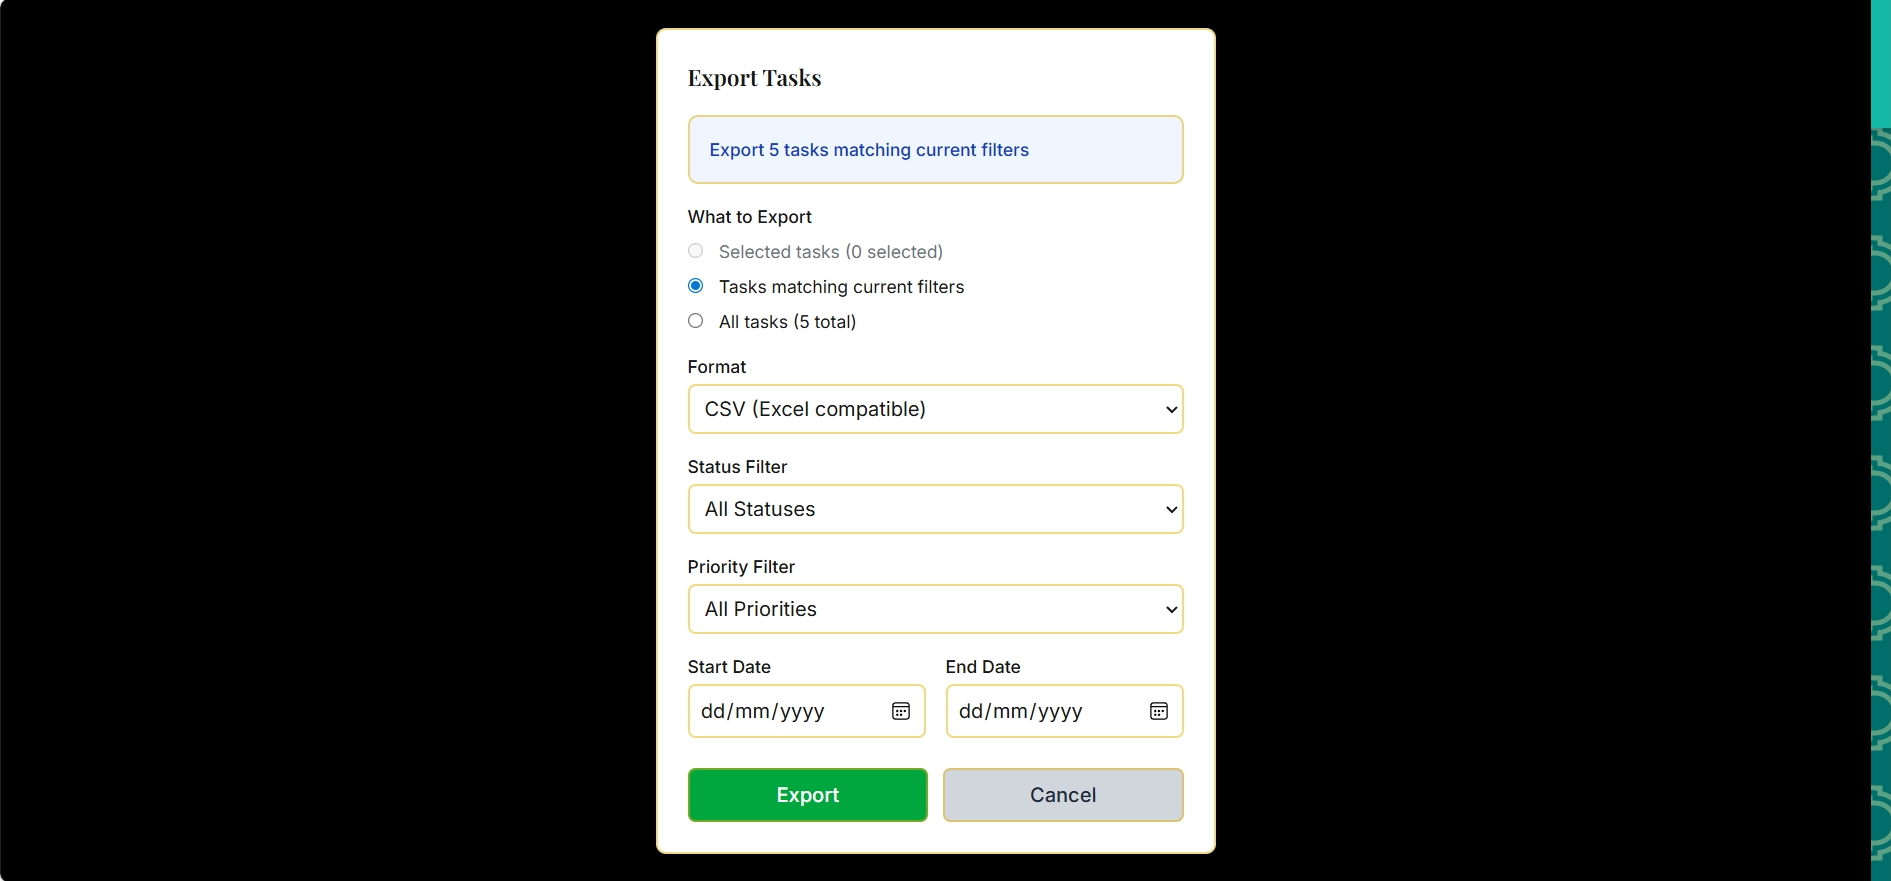 Export Tasks
Export 5 tasks matching current filters
What to Export
Selected tasks (0 selected)
Tasks matching current filters
All tasks (5 total)
Format
CSV (Excel compatible)
Status Filter
All Statuses
Priority Filter
All Priorities
Start Date End Date
dd/mm/yyyy dd/mm/yyyy
Export Cancel